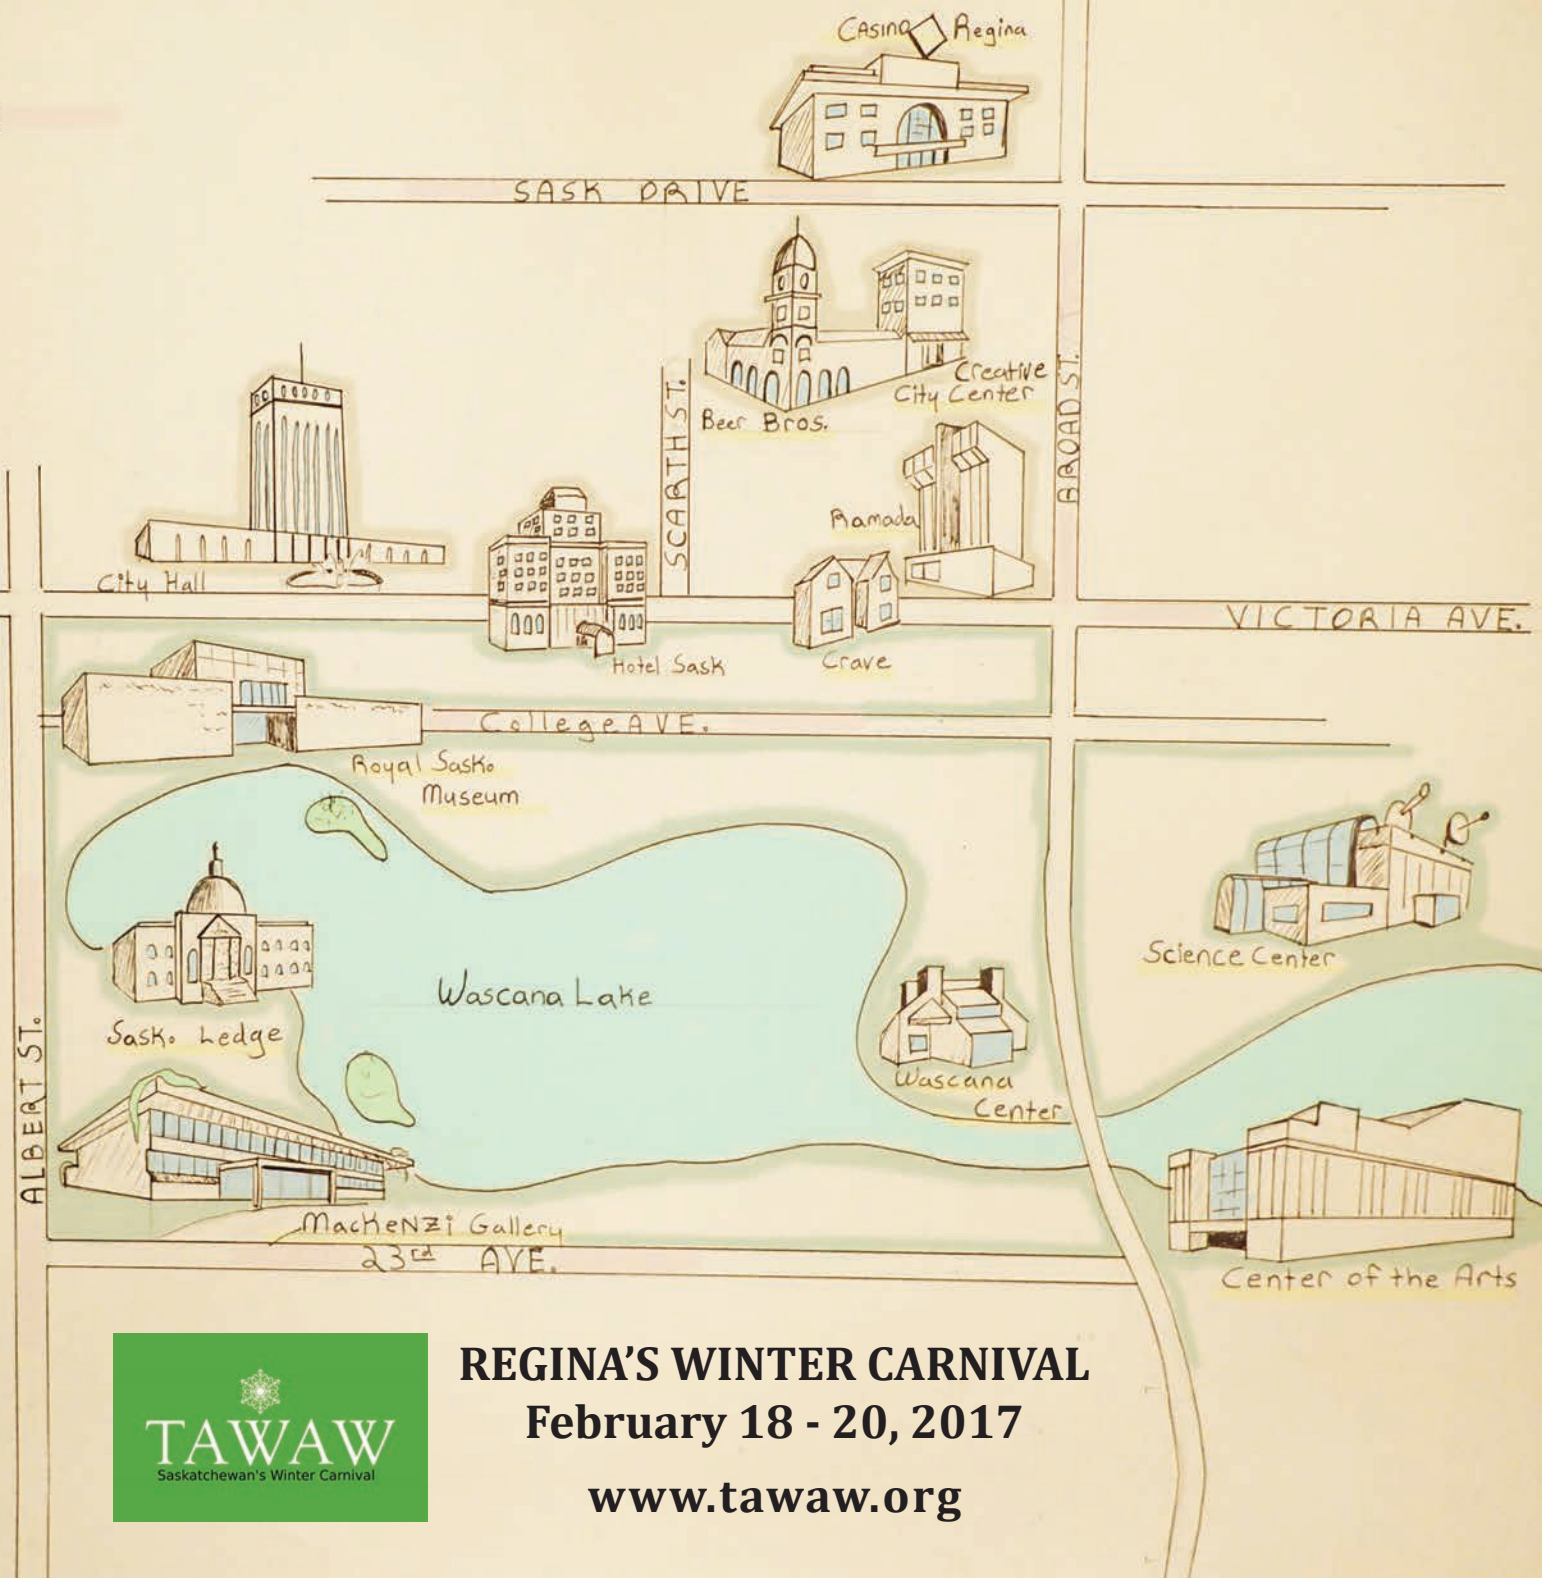 Casino Regina
SASK DRIVE
Creative
City Center
Beer Bros.
SCARTH ST.
BROAD ST.
Ramada
City Hall
VICTORIA AVE.
Hotel Sask
Crave
College AVE.
Royal Sask.
Museum
Science Center
Wascana Lake
Sask. Ledge
Wascana
Center
ALBERT ST.
MacKeNZi Gallery
23rd AVE.
Center of the Arts
TAWAW
Saskatchewan's Winter Carnival
REGINA'S WINTER CARNIVAL
February 18 - 20, 2017
www.tawaw.org